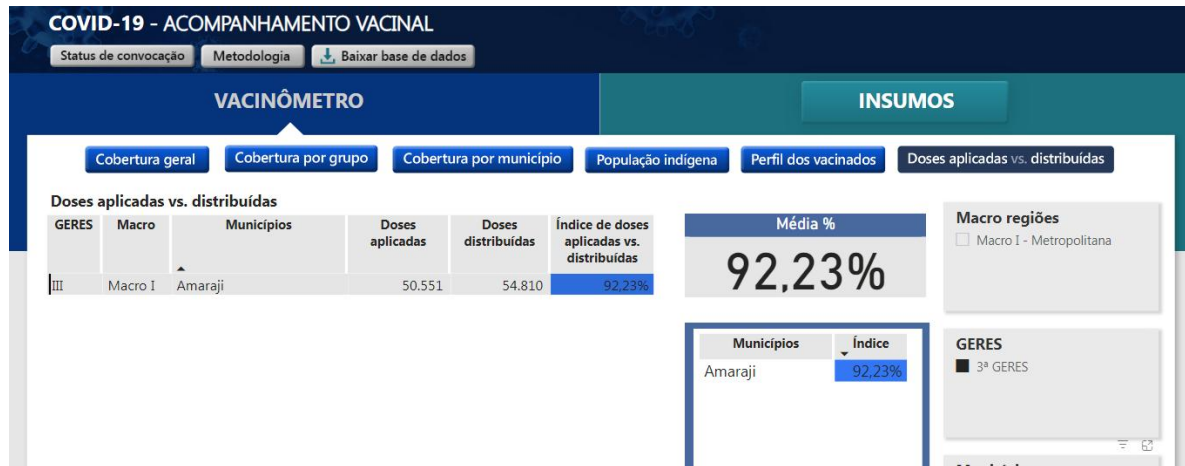 COVID-19 - ACOMPANHAMENTO VACINAL
Status de convocação Metodologia Baixar base de dados
VACINÔMETRO INSUMOS
Cobertura geral Cobertura por grupo Cobertura por município População indígena Perfil dos vacinados Doses aplicadas vs. distribuídas
Doses aplicadas vs. distribuídas
GERES Macro Municípios Doses aplicadas Doses distribuídas Índice de doses aplicadas vs. distribuídas
III Macro I Amaraji 50.551 54.810 92,23%
Média %
92,23%
Municípios Índice
Amaraji 92,23%
Macro regiões
Macro I - Metropolitana
GERES
3ª GERES